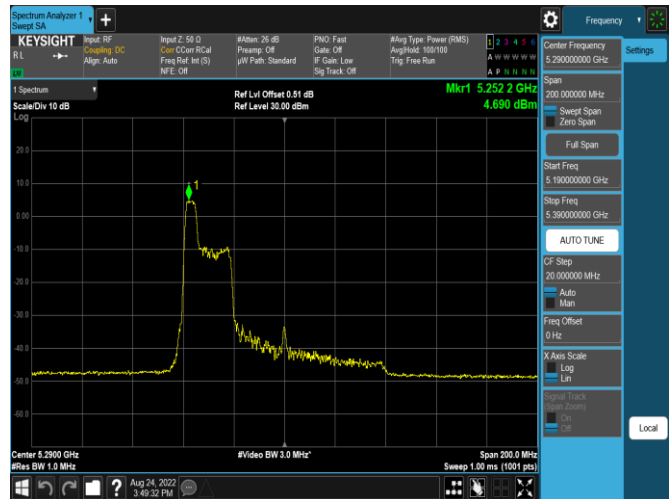 Spectrum Analyzer 1
Swept SA
Frequency
KEYSIGHT
RL
LV
Input: RF
Coupling: DC
Align: Auto
Input Z: 50 Ω
Corr CCorr RCal
Freq Ref: Int (S)
NFE: Off
#Atten: 26 dB
Preamp: Off
µW Path: Standard
PNO: Fast
Gate: Off
IF Gain: Low
Sig Track: Off
#Avg Type: Power (RMS)
Avg|Hold: 100/100
Trig: Free Run
1 2 3 4 5 6
A W W W W W
A P N N N N
Center Frequency
5.290000000 GHz
Settings
Span
200.000000 MHz
Swept Span
Zero Span
Full Span
Start Freq
5.190000000 GHz
Stop Freq
5.390000000 GHz
AUTO TUNE
CF Step
20.000000 MHz
Auto
Man
Freq Offset
0 Hz
X Axis Scale
Log
Lin
Signal Track
(Span Zoom)
On
Off
Local
1 Spectrum
Scale/Div 10 dB
Log
Ref Lvl Offset 0.51 dB
Ref Level 30.00 dBm
Mkr1 5.252 2 GHz
4.690 dBm
20.0
10.0
0.00
-10.0
-20.0
-30.0
-40.0
-50.0
-60.0
1
Center 5.2900 GHz
#Res BW 1.0 MHz
#Video BW 3.0 MHz*
Span 200.0 MHz
Sweep 1.00 ms (1001 pts)
?
Aug 24, 2022
3:49:32 PM